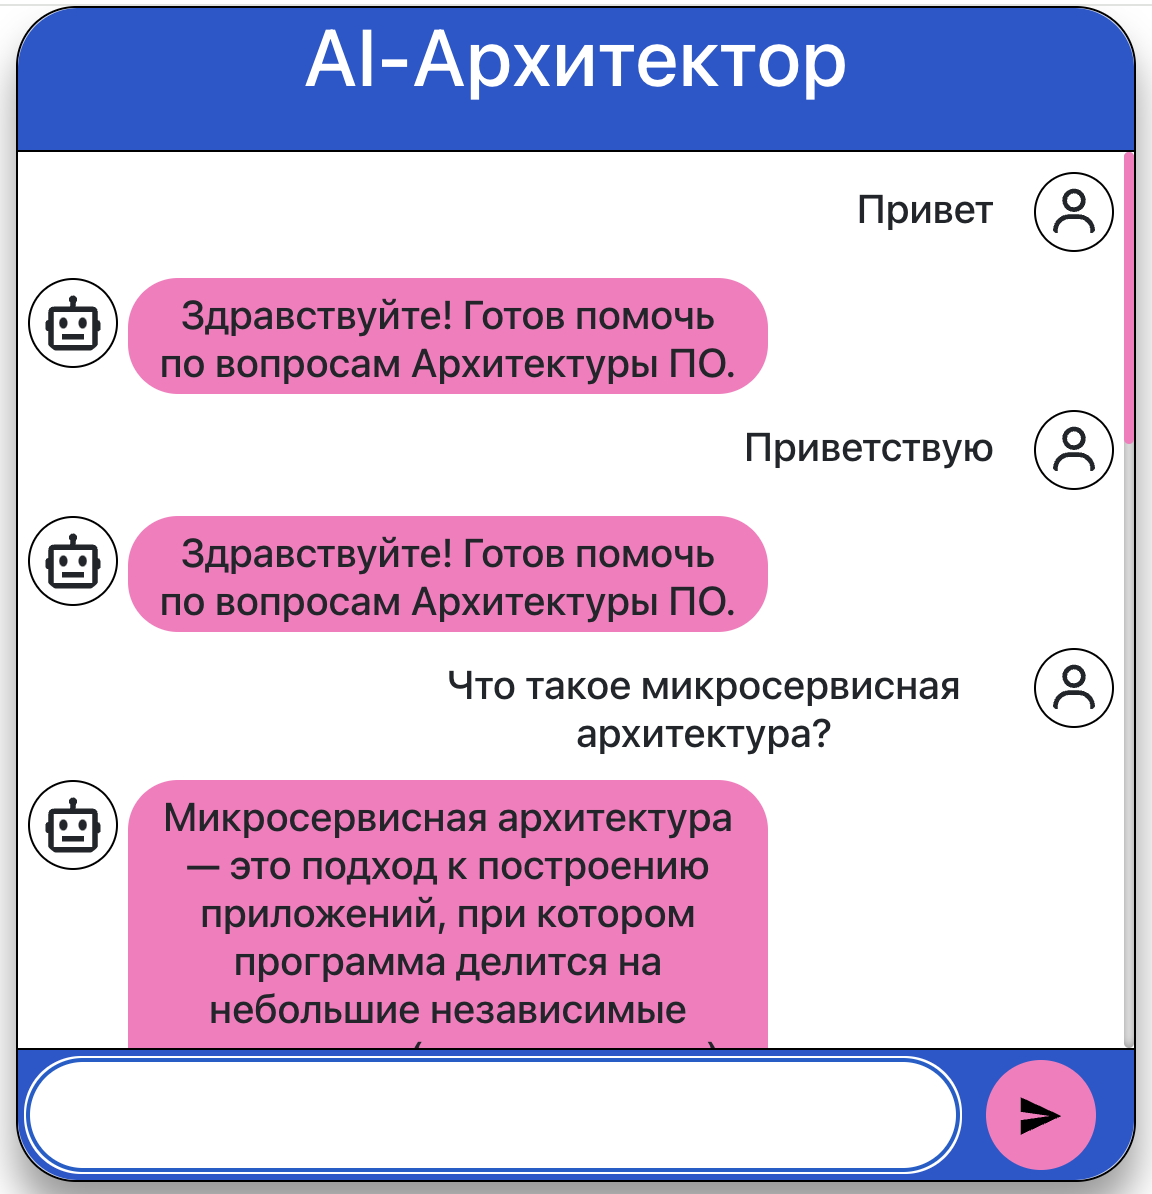 AI-Архитектор
Привет
Здравствуйте! Готов помочь
по вопросам Архитектуры ПО.
Приветствую
Здравствуйте! Готов помочь
по вопросам Архитектуры ПО.
Что такое микросервисная
архитектура?
Микросервисная архитектура
— это подход к построению
приложений, при котором
программа делится на
небольшие независимые